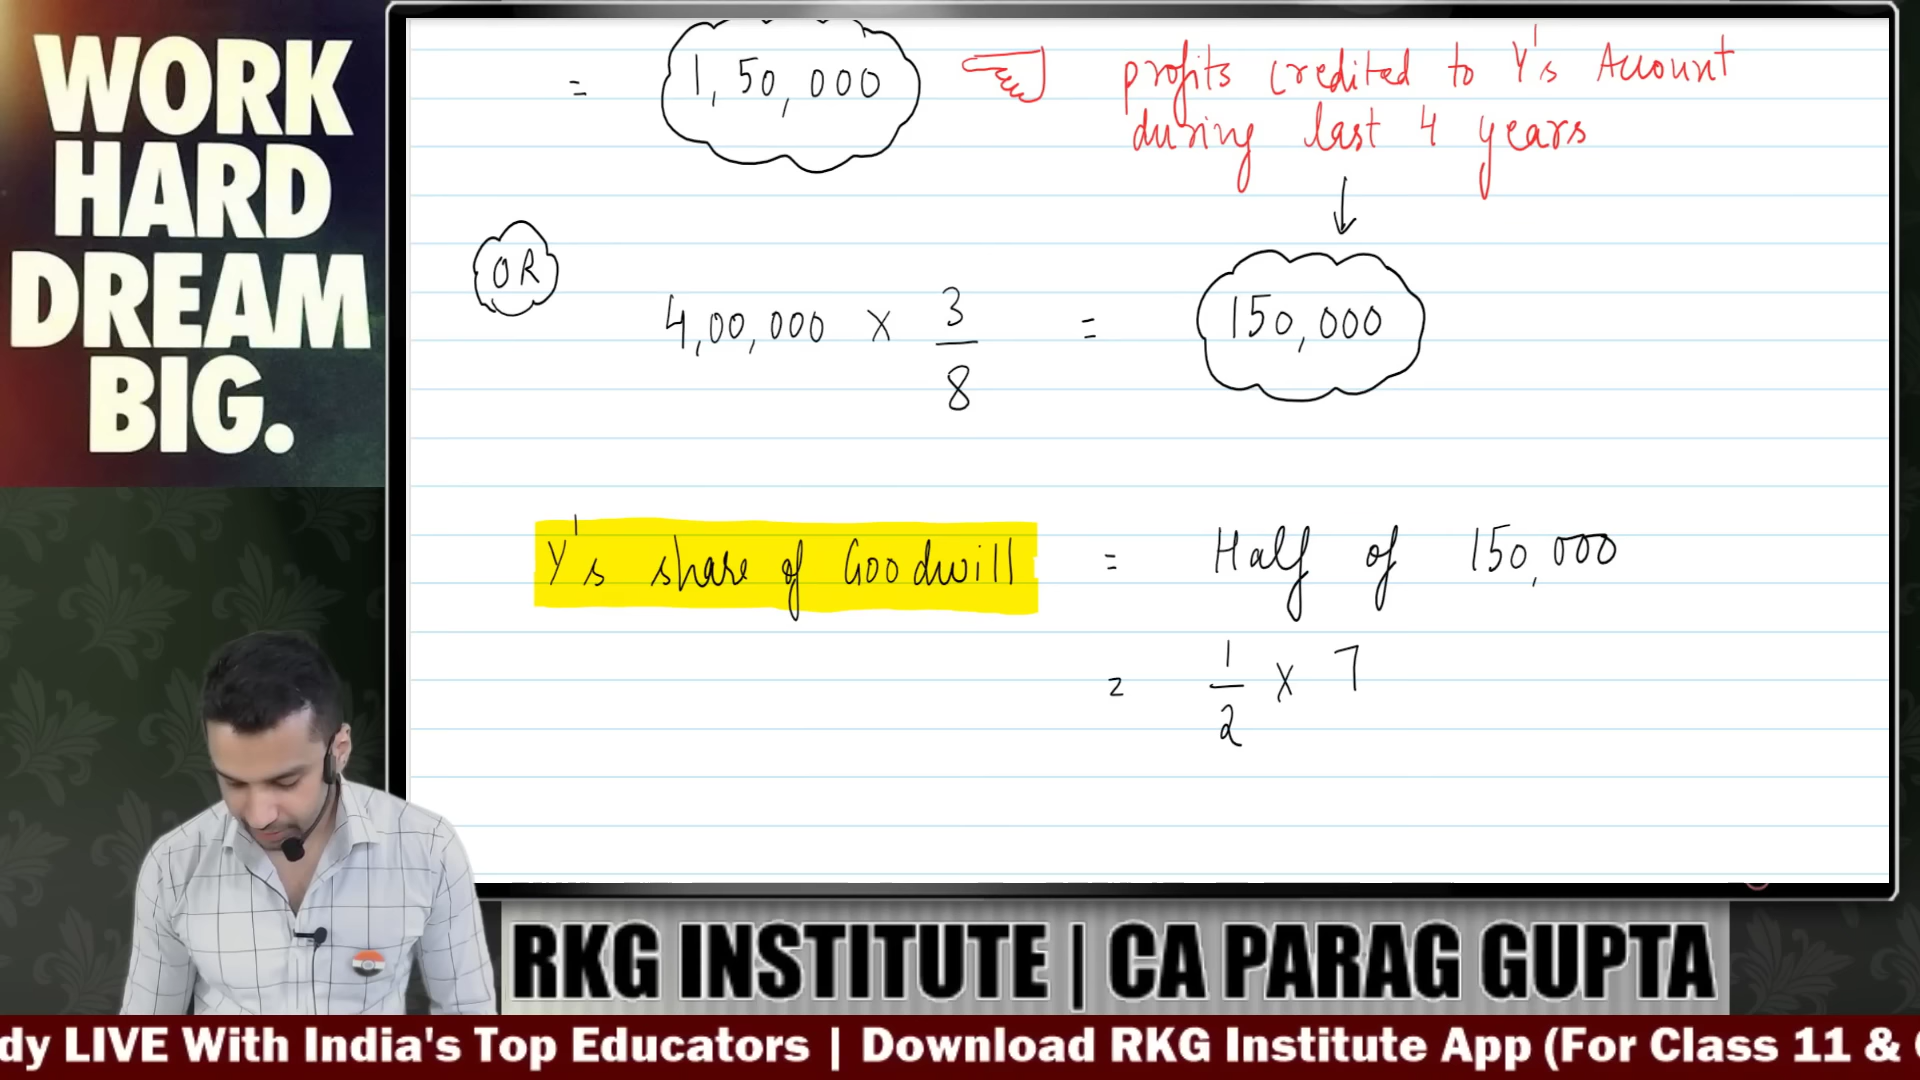 WORK
HARD
DREAM
BIG.
= 1,50,000 profits credited to Y's Account
during last 4 years
OR
4,00,000 × 3/8 = 150,000
Y's share of Goodwill = Half of 150,000
= 1/2 × 7
RKG INSTITUTE | CA PARAG GUPTA
dy LIVE With India's Top Educators | Download RKG Institute App (For Class 11 &